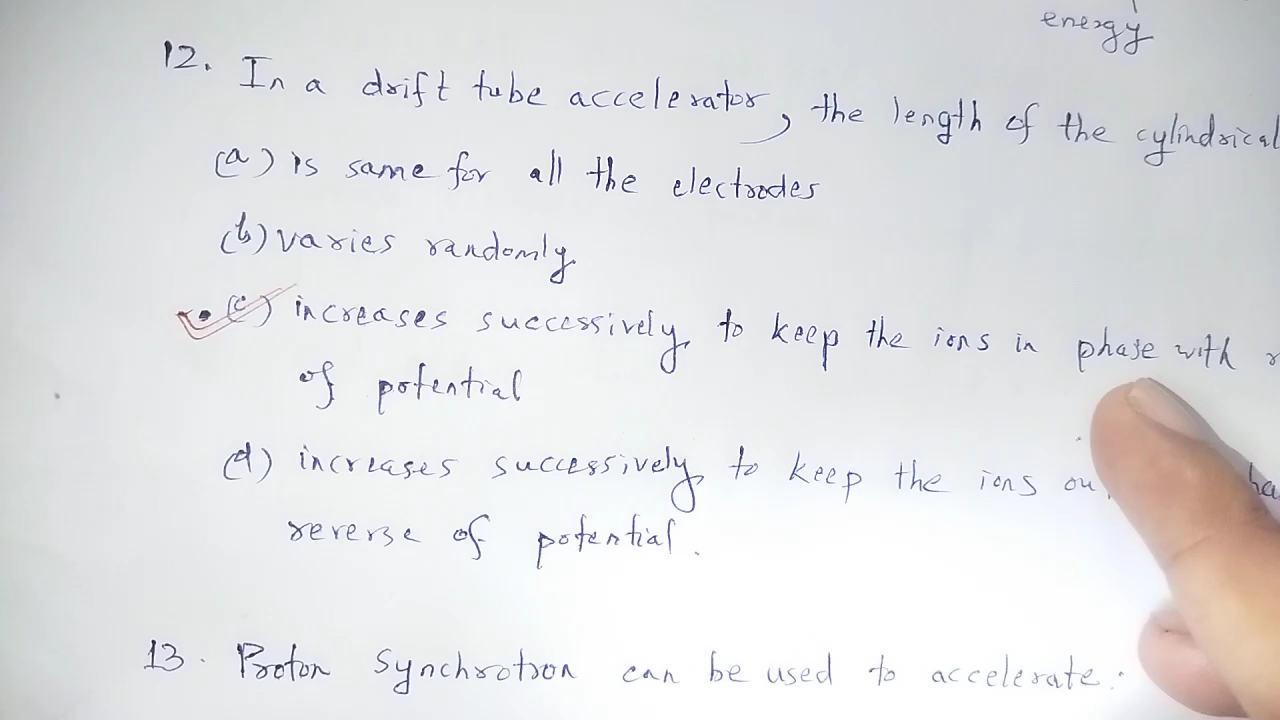 energy
12. In a drift tube accelerator, the length of the cylindrical
(a) is same for all the electrodes
(b) varies randomly
(c) increases successively to keep the ions in phase with
of potential
(d) increases successively to keep the ions
reverse of potential.
13. Proton Synchrotron can be used to accelerate: